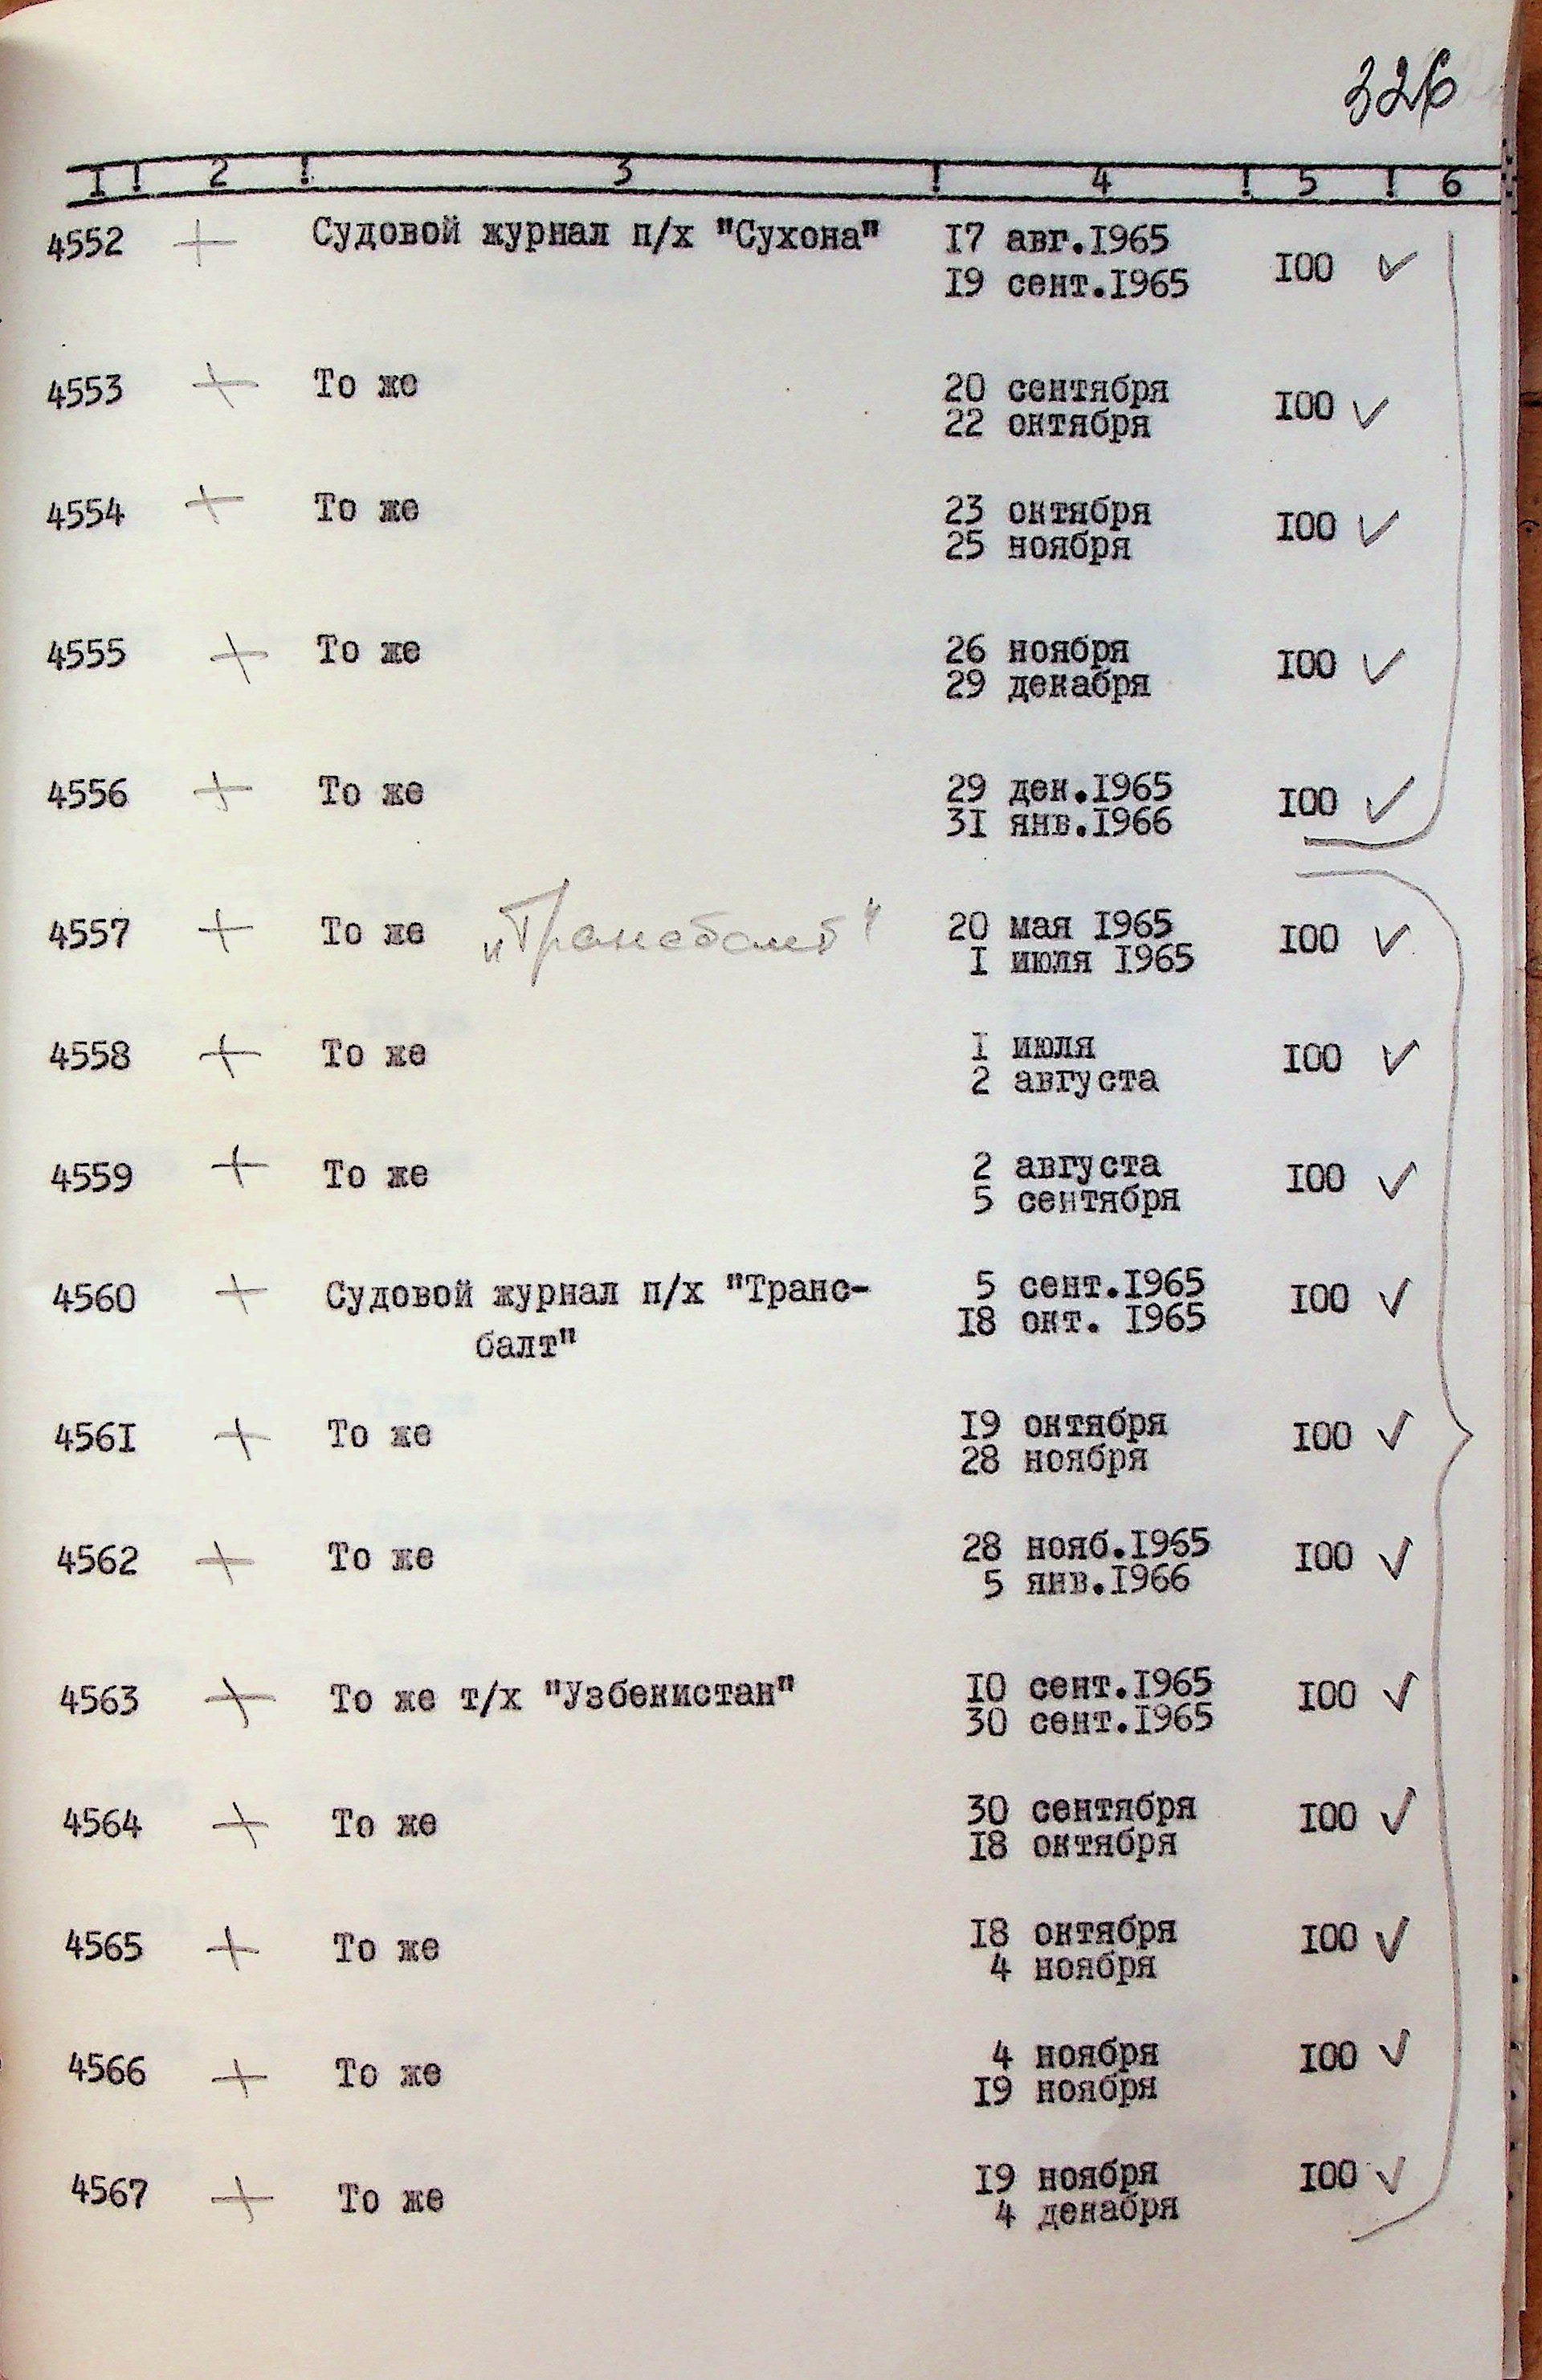 326
1 ! 2 ! 3 ! 4 ! 5 ! 6
4552 + Судовой журнал п/х "Сухона" 17 авг.1965
19 сент.1965 100 ✓
4553 + То же 20 сентября
22 октября 100 ✓
4554 + То же 23 октября
25 ноября 100 ✓
4555 + То же 26 ноября
29 декабря 100 ✓
4556 + То же 29 дек.1965
31 янв.1966 100 ✓
4557 + То же „Трансбалт" 20 мая 1965
1 июля 1965 100 ✓
4558 + То же 1 июля
2 августа 100 ✓
4559 + То же 2 августа
5 сентября 100 ✓
4560 + Судовой журнал п/х "Транс- 5 сент.1965
балт" 18 окт. 1965 100 ✓
4561 + То же 19 октября
28 ноября 100 ✓
4562 + То же 28 нояб.1965
5 янв.1966 100 ✓
4563 + То же т/х "Узбекистан" 10 сент.1965
30 сент.1965 100 ✓
4564 + То же 30 сентября
18 октября 100 ✓
4565 + То же 18 октября
4 ноября 100 ✓
4566 + То же 4 ноября
19 ноября 100 ✓
4567 + То же 19 ноября
4 декабря 100 ✓